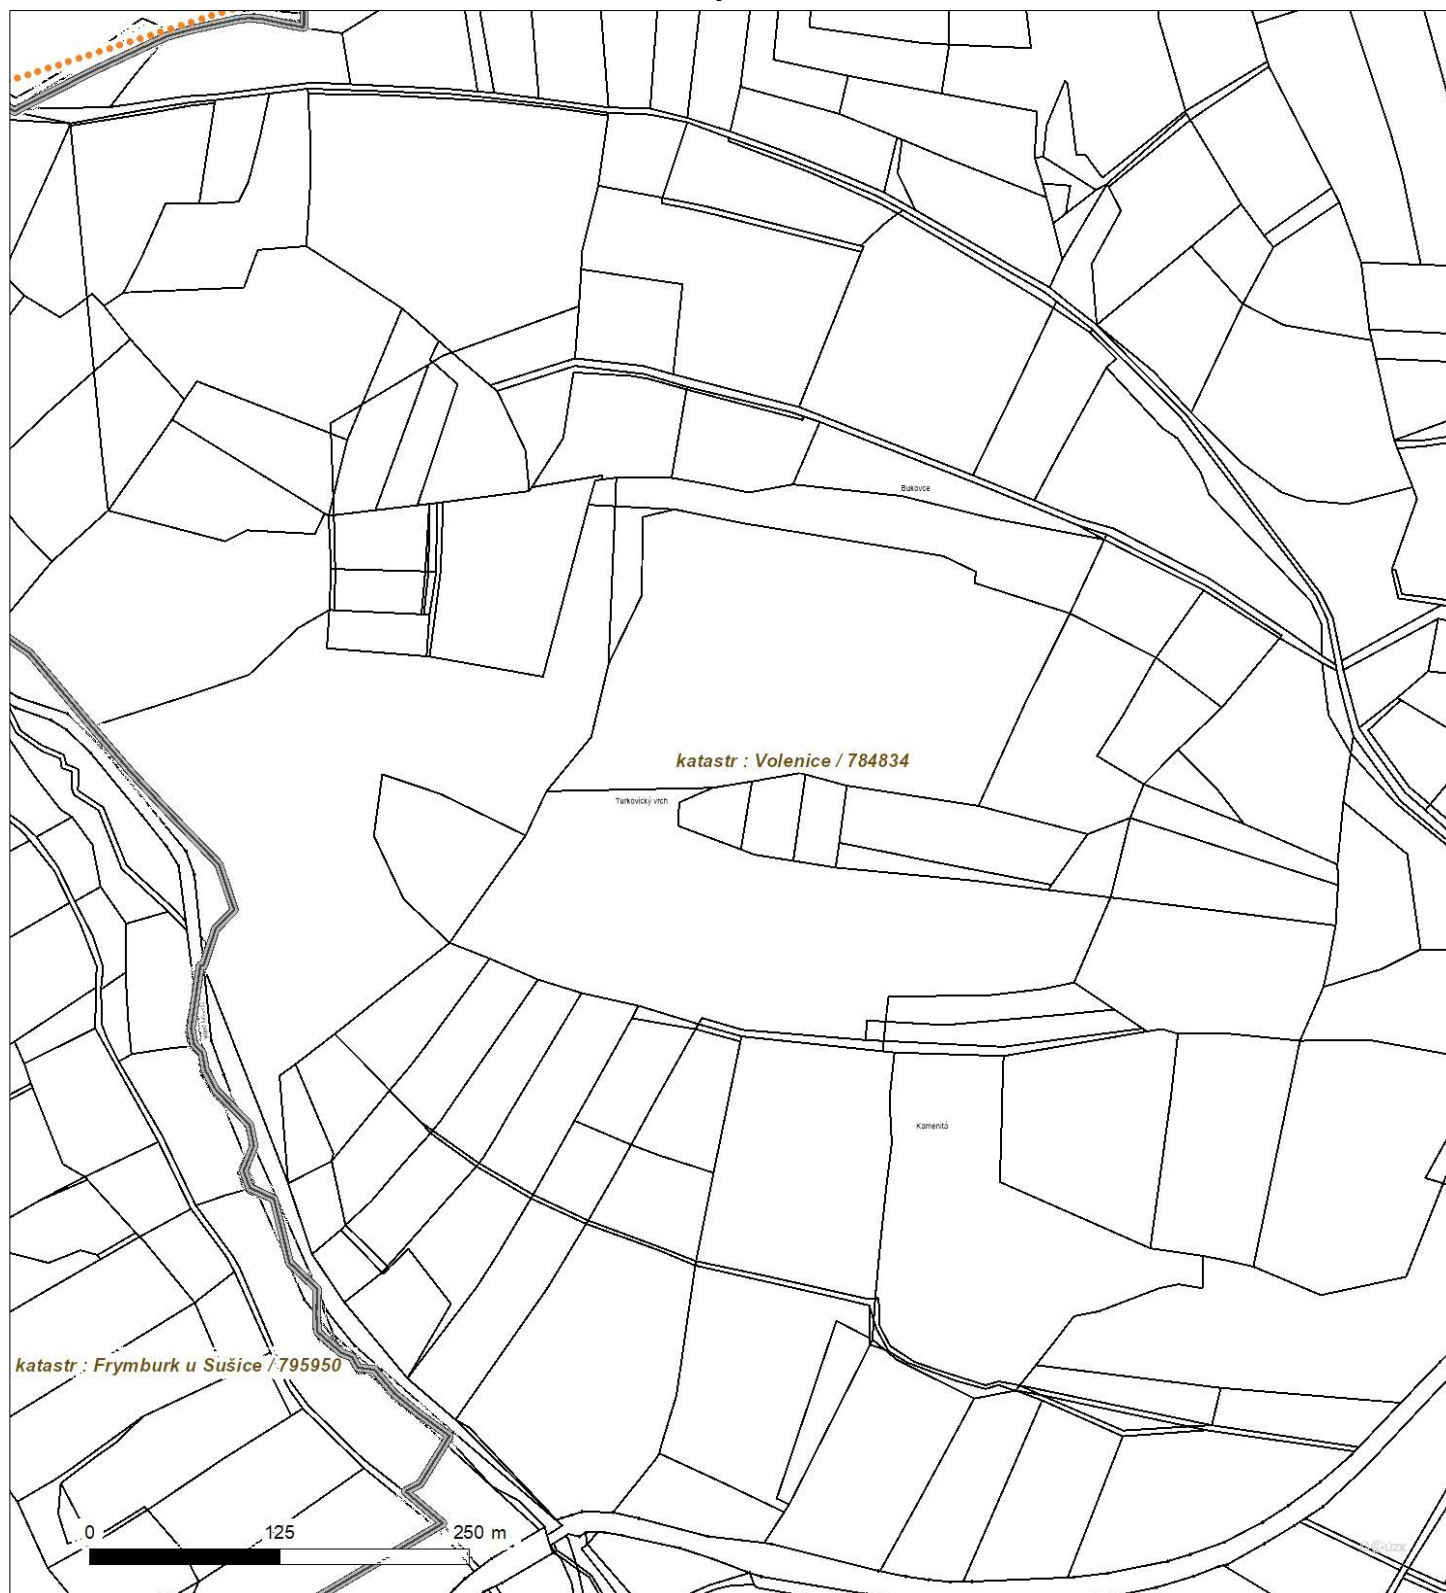 Bukovce
katastr : Volenice / 784834
Turkovický vrch
Kamenitá
katastr : Frymburk u Sušice / 795950
0 125 250 m